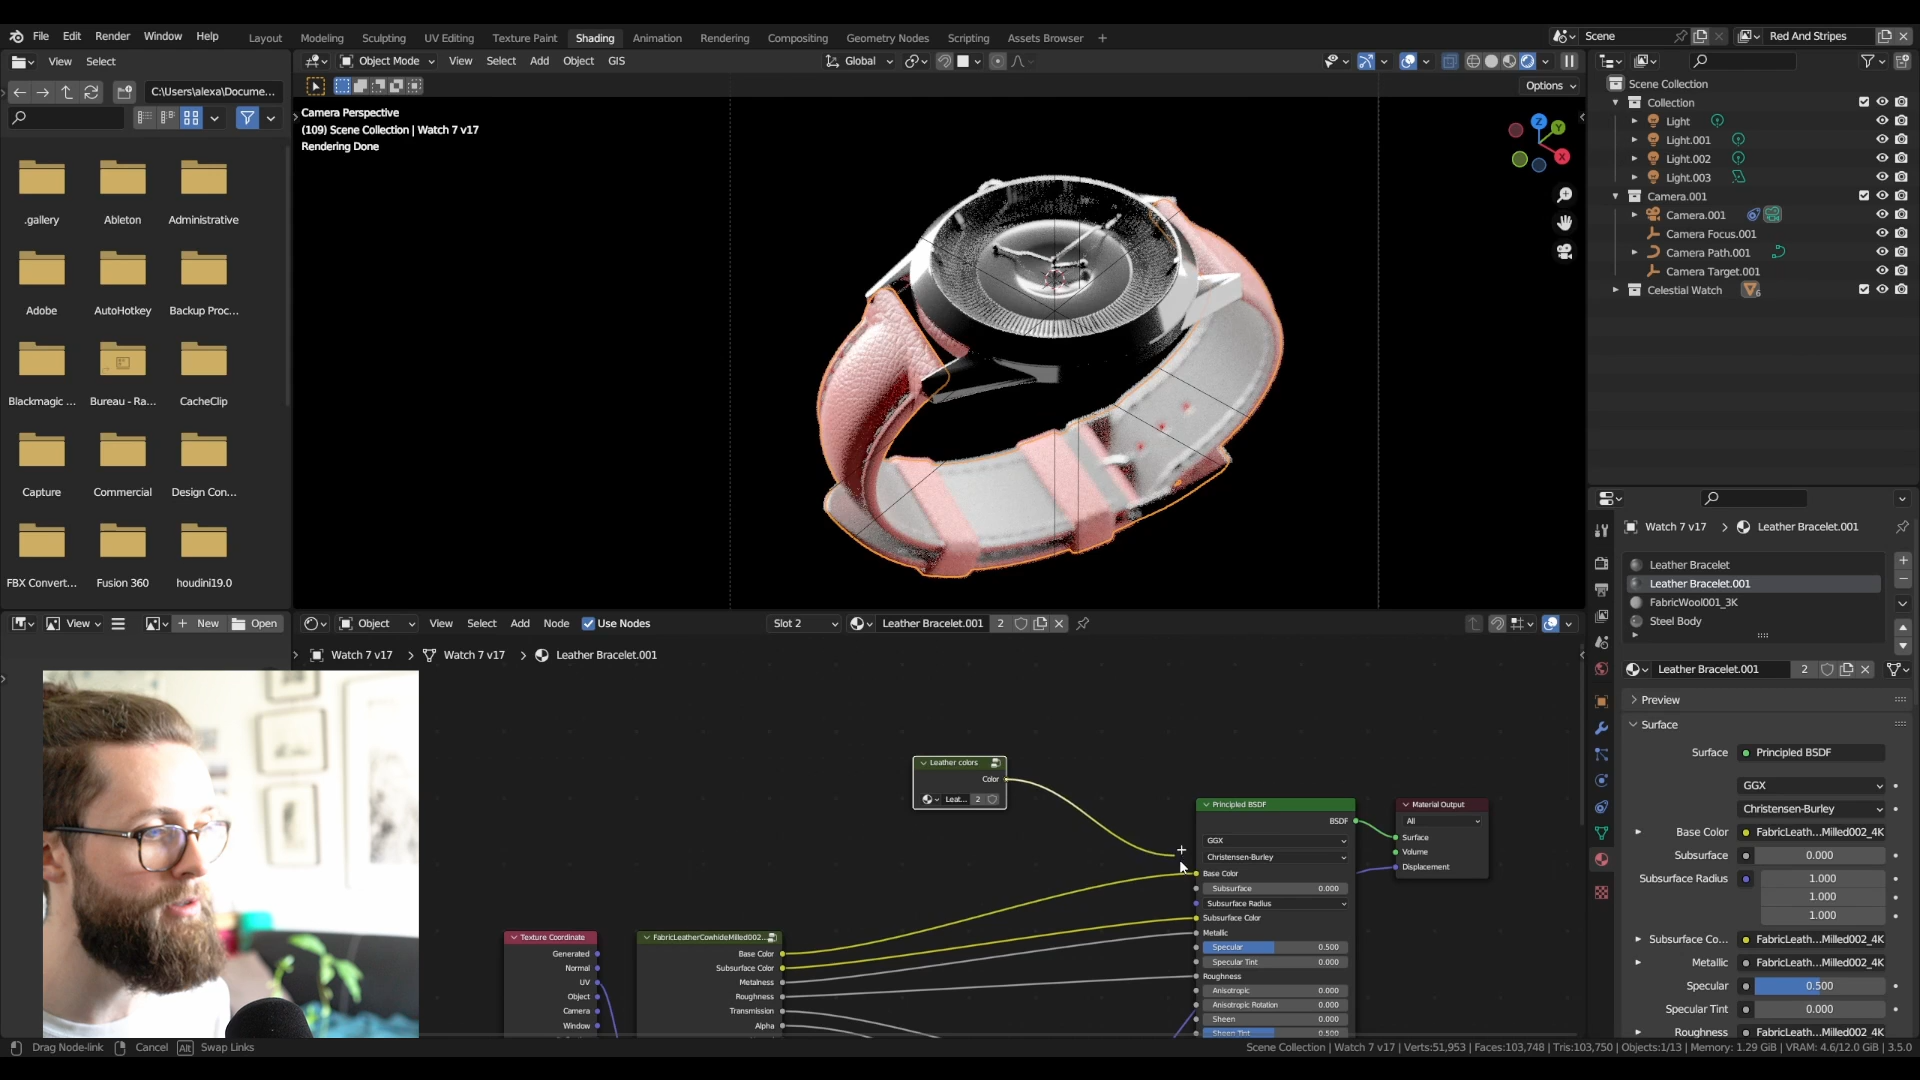 File Edit Render Window Help
Layout Modeling Sculpting UV Editing Texture Paint Shading Animation Rendering Compositing Geometry Nodes Scripting Asset Browser +
Scene
Red And Stripes
View Select
Object Mode View Select Add Object GIS
Global
Options
C:\Users\alexa\Docume...
Camera Perspective
(109) Scene Collection | Watch 7 v17
Rendering Done
Z
Y
X
.gallery Ableton Administrative
Adobe AutoHotkey Backup Proc...
Blackmagic ... Bureau - Ra... CacheClip
Capture Commercial Design Con...
FBX Convert... Fusion 360 houdini19.0
Scene Collection
Collection
Light
Light.001
Light.002
Light.003
Camera.001
Camera.001
Camera Focus.001
Camera Path.001
Camera Target.001
Celestial Watch 6
View + New Open
Object View Select Add Node Use Nodes Slot 2 Leather Bracelet.001 2
Watch 7 v17 > Watch 7 v17 > Leather Bracelet.001
Leather colors
Color
Leat... 2
Texture Coordinate
Generated
Normal
UV
Object
Camera
Window
FabricLeatherCowhideMilled002...
Base Color
Subsurface Color
Metalness
Roughness
Transmission
Alpha
Principled BSDF
BSDF
GGX
Christensen-Burley
Base Color
Subsurface 0.000
Subsurface Radius
Subsurface Color
Metallic
Specular 0.500
Specular Tint 0.000
Roughness
Anisotropic 0.000
Anisotropic Rotation 0.000
Sheen 0.000
Sheen Tint 0.500
Material Output
All
Surface
Volume
Displacement
Watch 7 v17 > Leather Bracelet.001
Leather Bracelet
Leather Bracelet.001
FabricWool001_3K
Steel Body
Leather Bracelet.001 2
Preview
Surface
Surface Principled BSDF
GGX
Christensen-Burley
Base Color FabricLeath...Milled002_4K
Subsurface 0.000
Subsurface Radius 1.000
1.000
1.000
Subsurface Co... FabricLeath...Milled002_4K
Metallic FabricLeath...Milled002_4K
Specular 0.500
Specular Tint 0.000
Roughness FabricLeath...Milled002_4K
Drag Node-link Cancel Alt Swap Links
Scene Collection | Watch 7 v17 | Verts:51,953 | Faces:103,748 | Tris:103,750 | Objects:1/13 | Memory: 1.29 GiB | VRAM: 4.6/12.0 GiB | 3.5.0